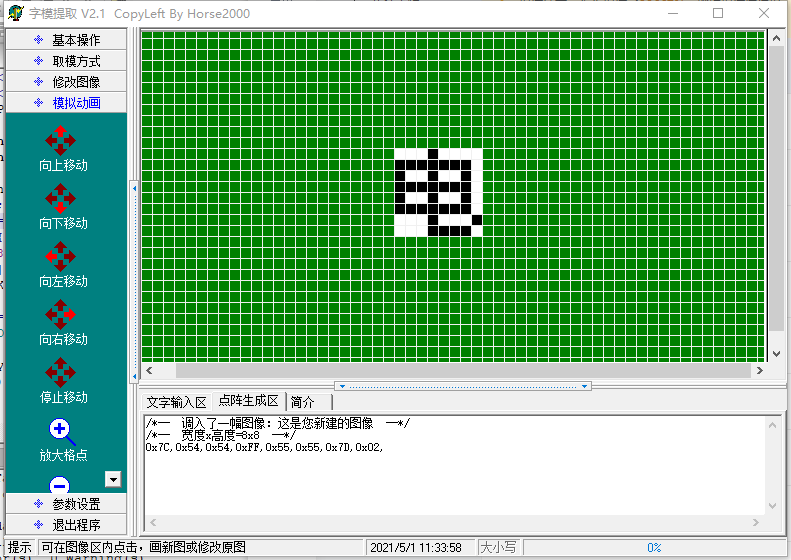 字模提取 V2.1 CopyLeft By Horse2000
基本操作
取模方式
修改图像
模拟动画
向上移动
向下移动
向左移动
向右移动
停止移动
放大格点
参数设置
退出程序
电
文字输入区 点阵生成区 简介
/*一 调入了一幅图像：这是您新建的图像 一*/
/*一 宽度x高度=8x8 一*/
0x7C,0x54,0x54,0xFF,0x55,0x55,0x7D,0x02,
提示 可在图像区内点击，画新图或修改原图 2021/5/1 11:33:58 大小写 0%